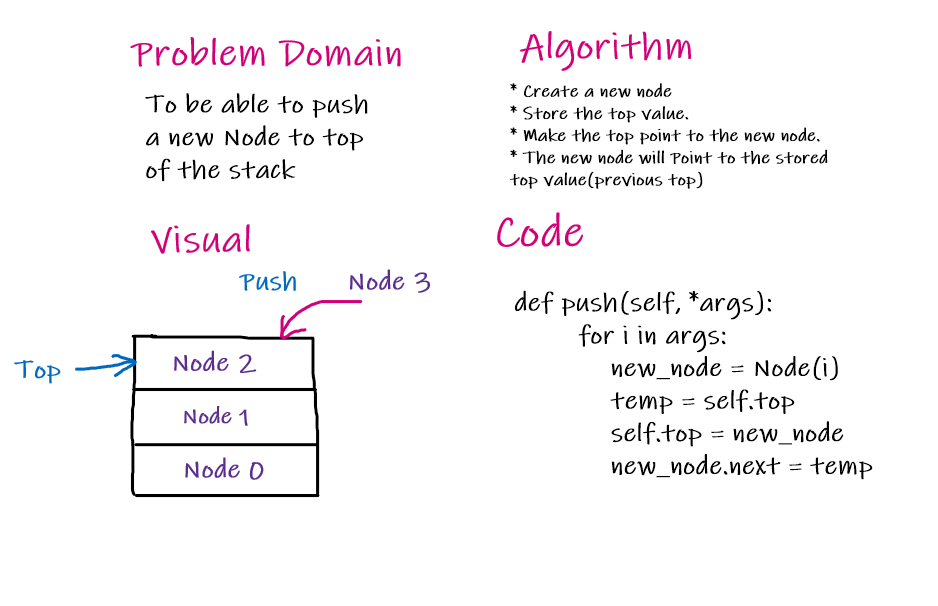 Problem Domain
To be able to push
a new Node to top
of the stack
Algorithm
* Create a new node
* Store the top value.
* Make the top point to the new node.
* The new node will Point to the stored
top value(previous top)
Visual
Push
Node 3
Top
Node 2
Node 1
Node 0
Code
def push(self, *args):
for i in args:
new_node = Node(i)
temp = self.top
self.top = new_node
new_node.next = temp